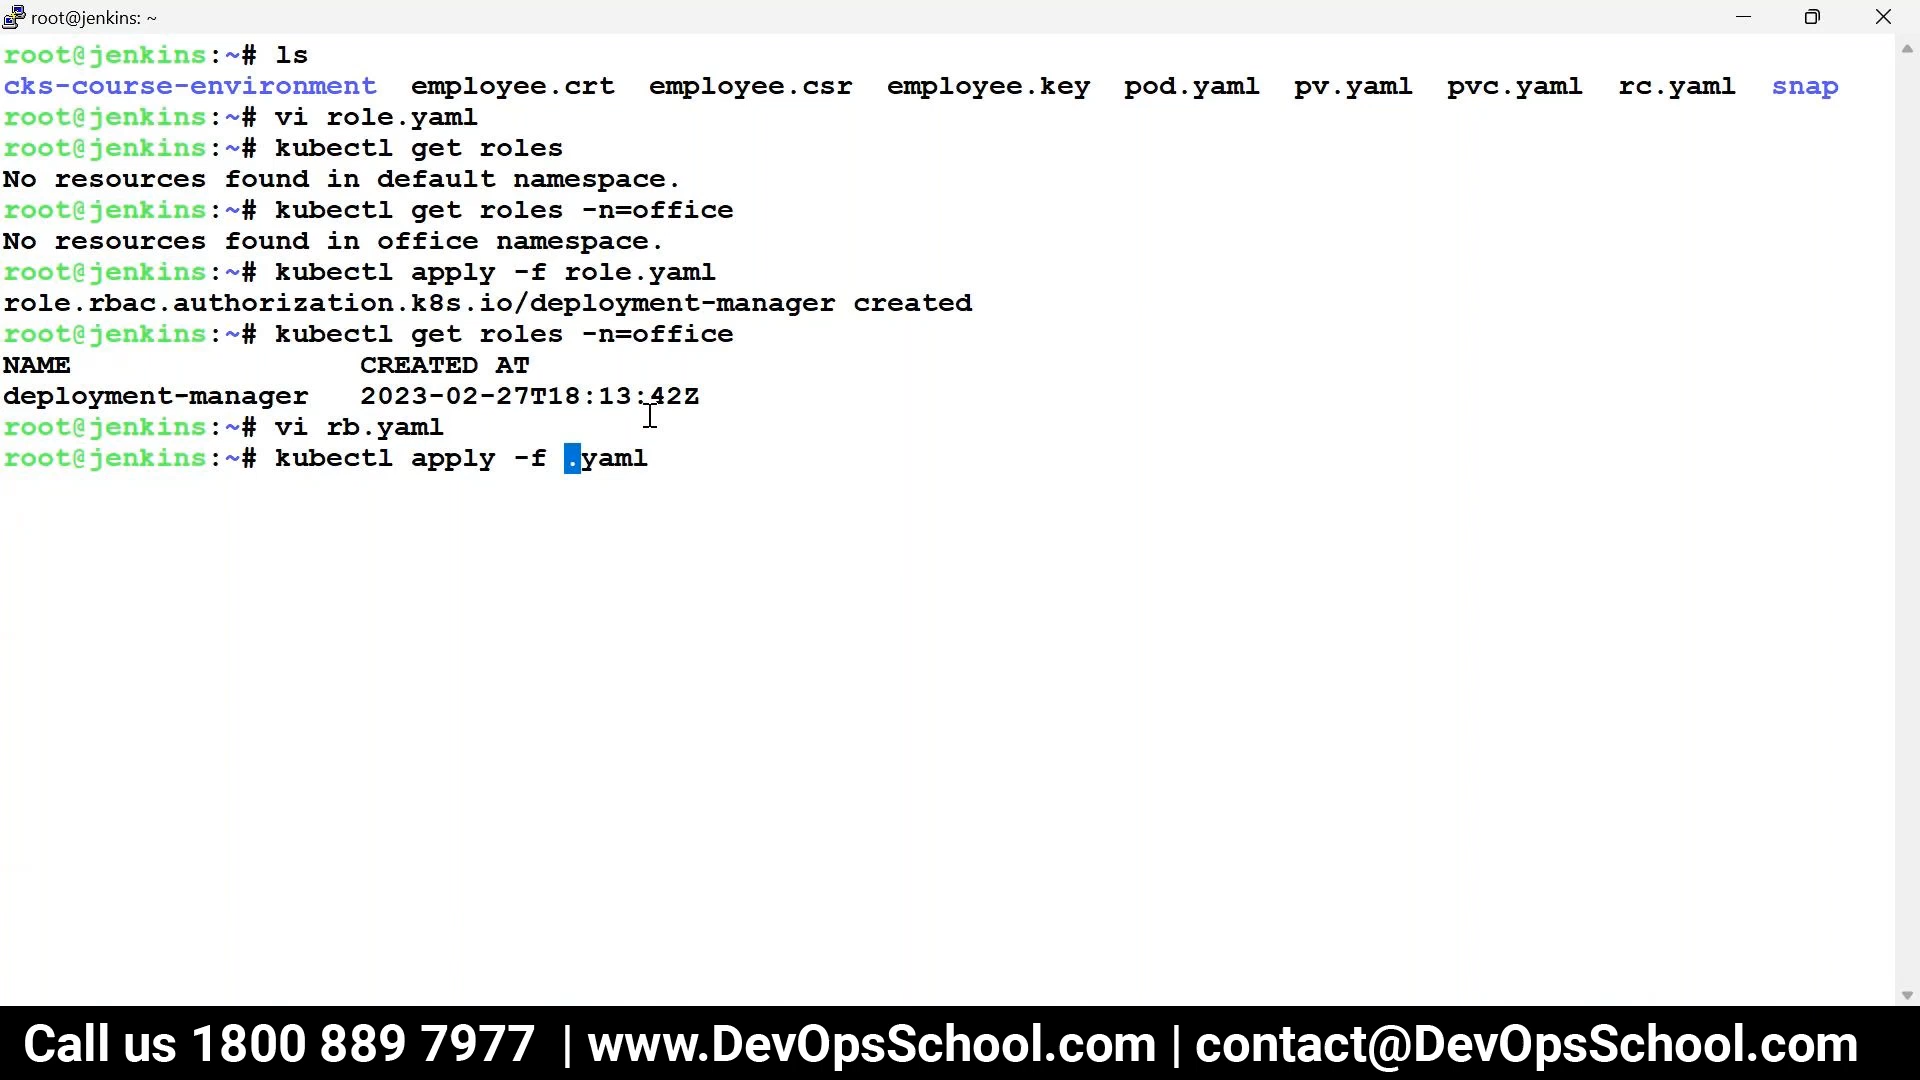 root@jenkins: ~
root@jenkins:~# ls
cks-course-environment employee.crt employee.csr employee.key pod.yaml pv.yaml pvc.yaml rc.yaml snap
root@jenkins:~# vi role.yaml
root@jenkins:~# kubectl get roles
No resources found in default namespace.
root@jenkins:~# kubectl get roles -n=office
No resources found in office namespace.
root@jenkins:~# kubectl apply -f role.yaml
role.rbac.authorization.k8s.io/deployment-manager created
root@jenkins:~# kubectl get roles -n=office
NAME CREATED AT
deployment-manager 2023-02-27T18:13:42Z
root@jenkins:~# vi rb.yaml
root@jenkins:~# kubectl apply -f .yaml
Call us 1800 889 7977 | www.DevOpsSchool.com | contact@DevOpsSchool.com